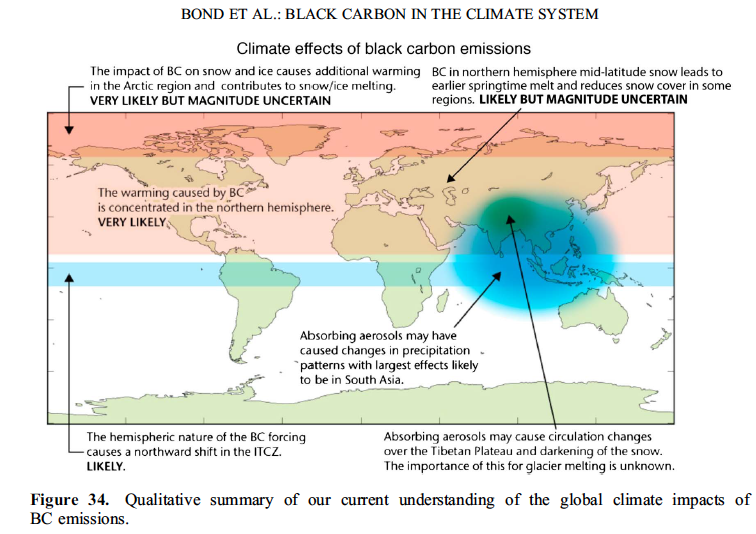 BOND ET AL.: BLACK CARBON IN THE CLIMATE SYSTEM
Climate effects of black carbon emissions
The impact of BC on snow and ice causes additional warming
in the Arctic region and contributes to snow/ice melting.
VERY LIKELY BUT MAGNITUDE UNCERTAIN
BC in northern hemisphere mid-latitude snow leads to
earlier springtime melt and reduces snow cover in some
regions. LIKELY BUT MAGNITUDE UNCERTAIN
The warming caused by BC
is concentrated in the northern hemisphere.
VERY LIKELY
Absorbing aerosols may have
caused changes in precipitation
patterns with largest effects likely
to be in South Asia.
The hemispheric nature of the BC forcing
causes a northward shift in the ITCZ.
LIKELY.
Absorbing aerosols may cause circulation changes
over the Tibetan Plateau and darkening of the snow.
The importance of this for glacier melting is unknown.
Figure 34. Qualitative summary of our current understanding of the global climate impacts of
BC emissions.